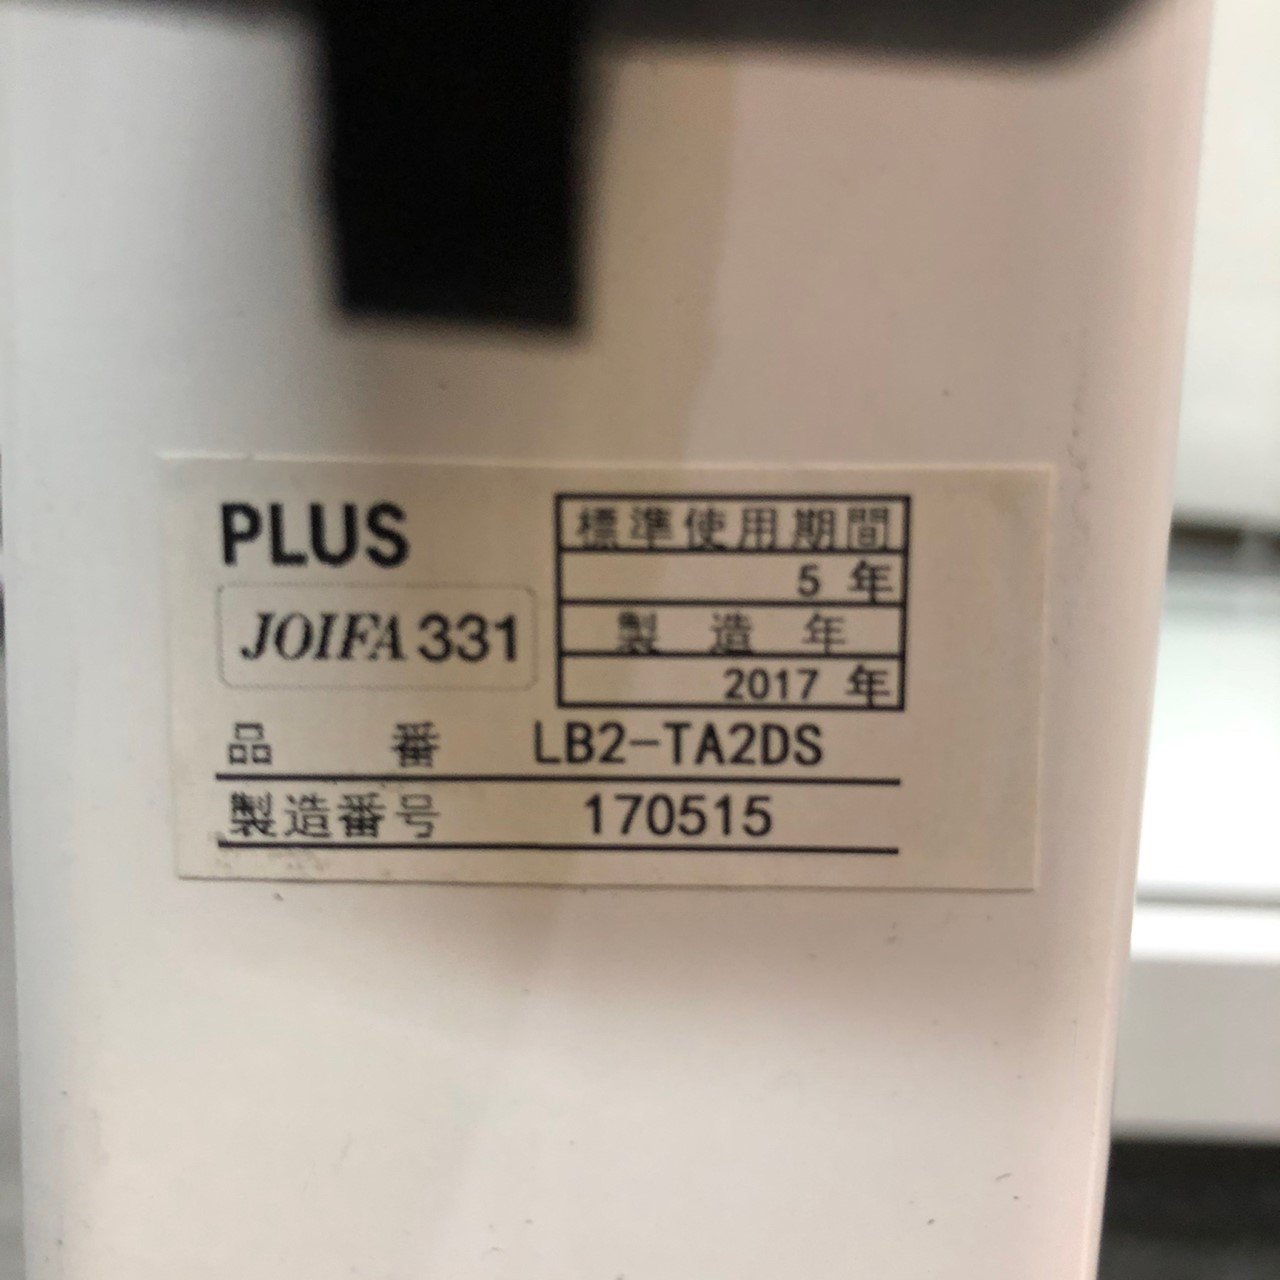 PLUS
JOIFA 331
標準使用期間
5 年
製造年
2017 年
品番 LB2-TA2DS
製造番号 170515